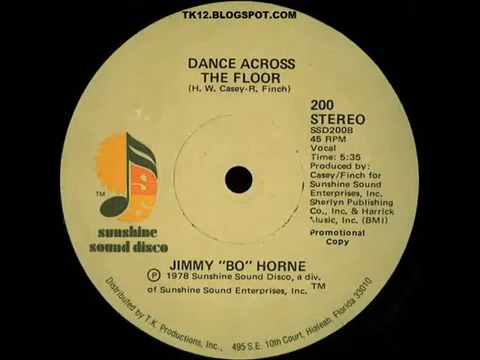 TK12.BLOGSPOT.COM
DANCE ACROSS
THE FLOOR
(H. W. Casey-R. Finch)
200
STEREO
SSD200B
45 RPM
Vocal
Time: 5:35
Produced by:
Casey/Finch for
Sunshine Sound
Enterprises, Inc.
Sherlyn Publishing
Co., Inc. & Harrick
Music, Inc. (BMI)
Promotional
Copy
TM
SSD
sunshine
sound disco
JIMMY "BO" HORNE
Ⓟ 1978 Sunshine Sound Disco, a div.
of Sunshine Sound Enterprises, Inc. TM
Distributed by T.K. Productions, Inc., 495 S.E. 10th Court, Hialeah, Florida 33010